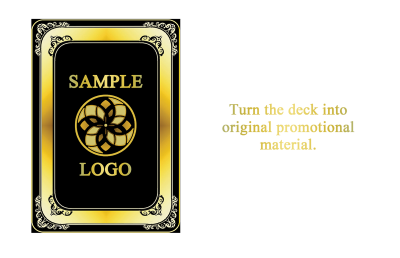 SAMPLE
LOGO
Turn the deck into
original promotional
material.